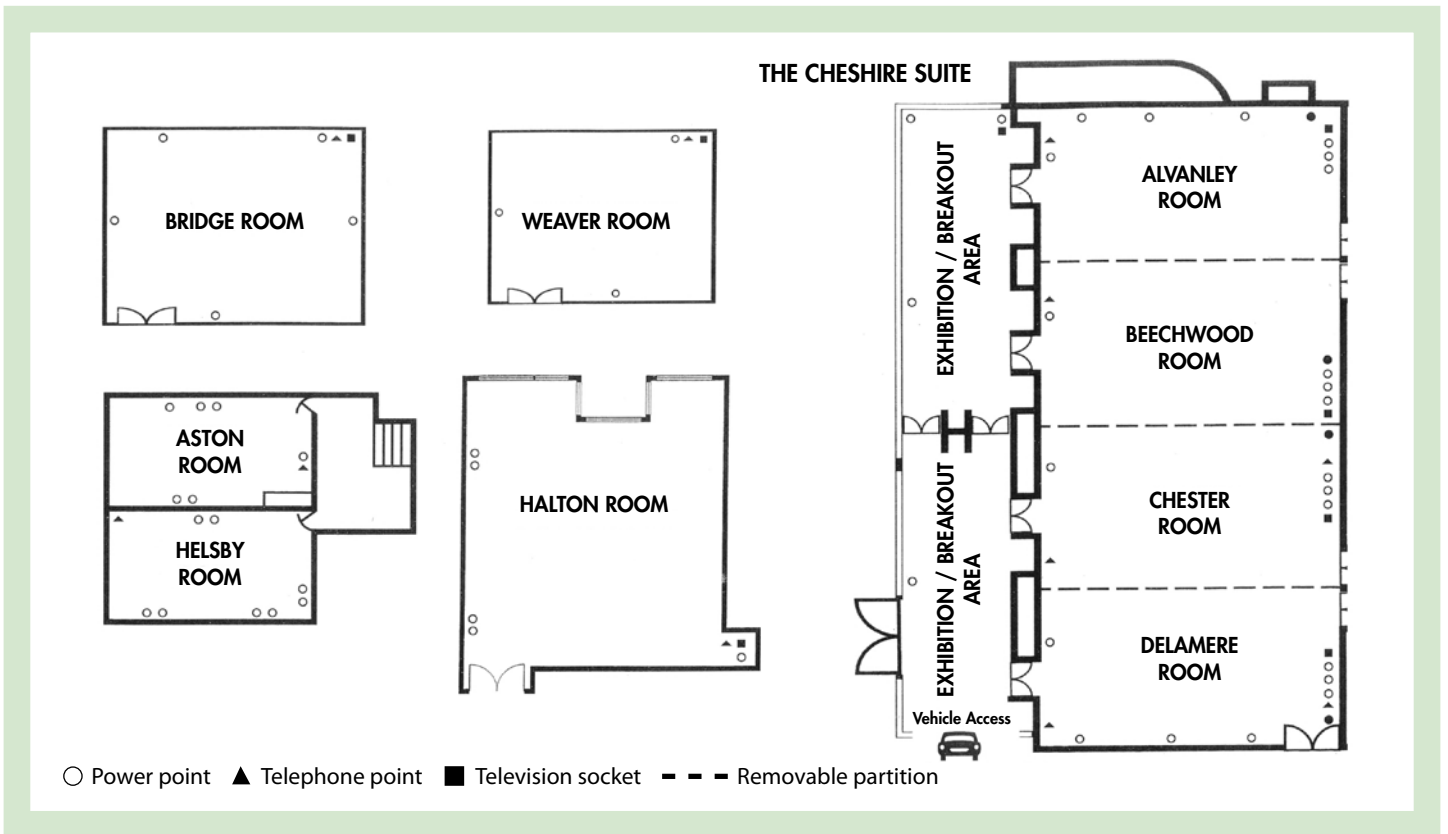 THE CHESHIRE SUITE
BRIDGE ROOM
WEAVER ROOM
ASTON
ROOM
HELSBY
ROOM
HALTON ROOM
EXHIBITION / BREAKOUT
AREA
EXHIBITION / BREAKOUT
AREA
Vehicle Access
ALVANLEY
ROOM
BEECHWOOD
ROOM
CHESTER
ROOM
DELAMERE
ROOM
Power point Telephone point Television socket Removable partition